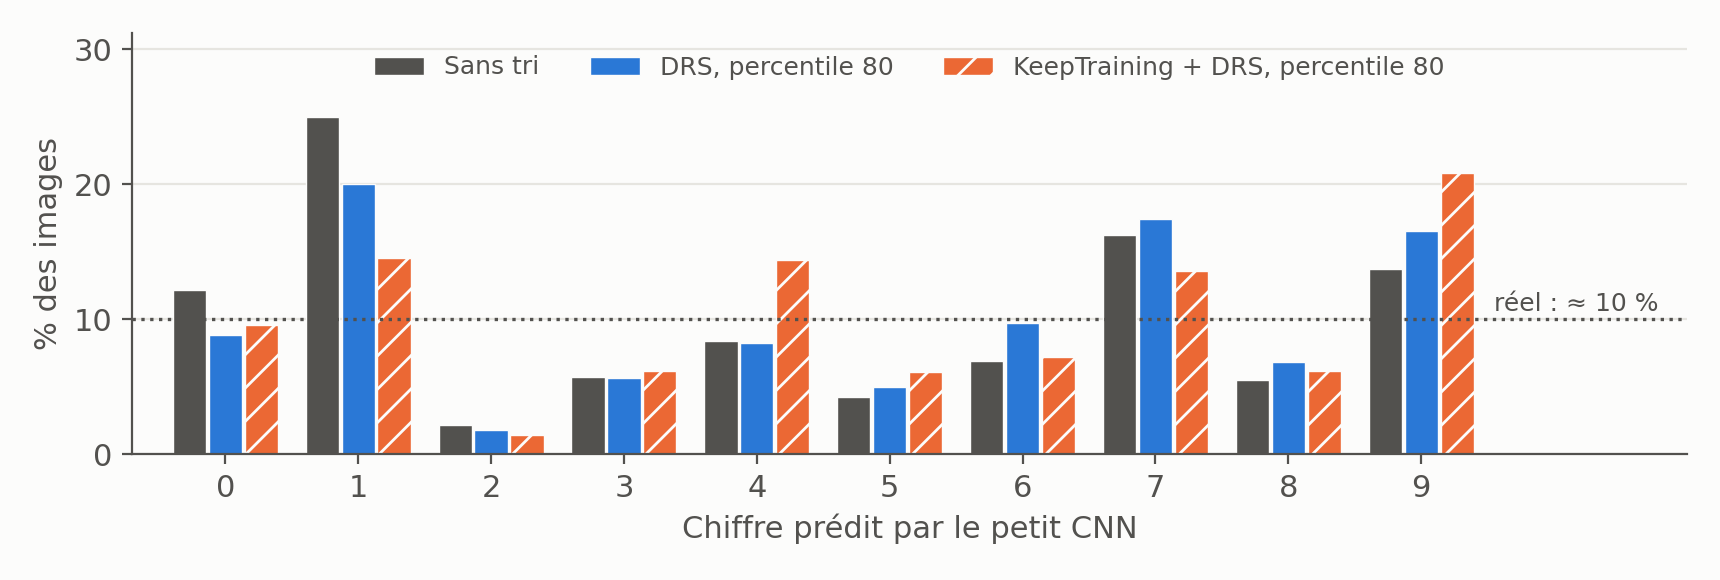 % des images
30
20
10
0
Sans tri
DRS, percentile 80
KeepTraining + DRS, percentile 80
réel : ≈ 10 %
0 1 2 3 4 5 6 7 8 9
Chiffre prédit par le petit CNN